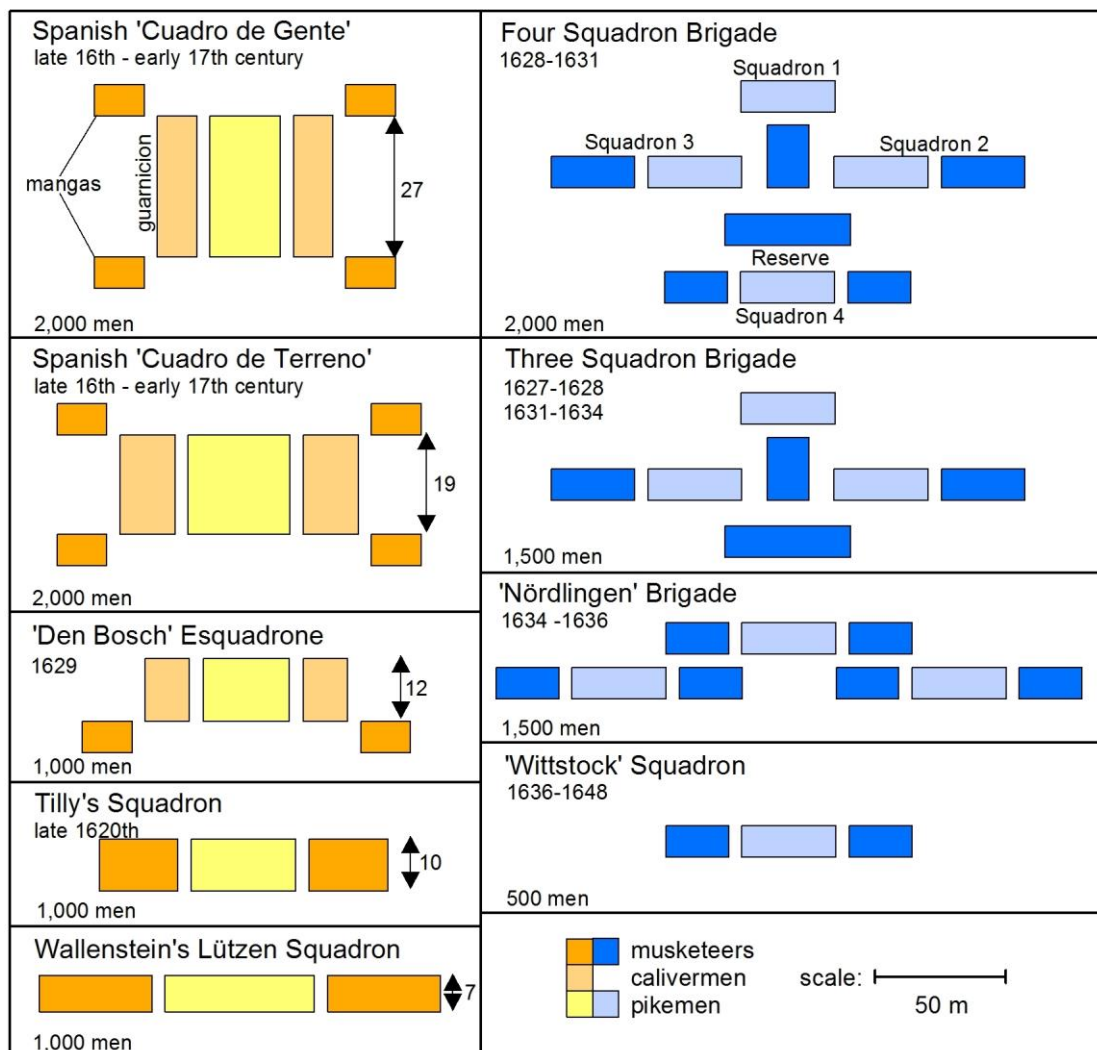 Spanish 'Cuadro de Gente'
late 16th - early 17th century
mangas
guarnicion
27
2,000 men
Spanish 'Cuadro de Terreno'
late 16th - early 17th century
19
2,000 men
'Den Bosch' Esquadrone
1629
12
1,000 men
Tilly's Squadron
late 1620th
10
1,000 men
Wallenstein's Lützen Squadron
7
1,000 men
Four Squadron Brigade
1628-1631
Squadron 1
Squadron 3
Squadron 2
Reserve
Squadron 4
2,000 men
Three Squadron Brigade
1627-1628
1631-1634
1,500 men
'Nördlingen' Brigade
1634 -1636
1,500 men
'Wittstock' Squadron
1636-1648
500 men
musketeers
calivermen
pikemen
scale:
50 m